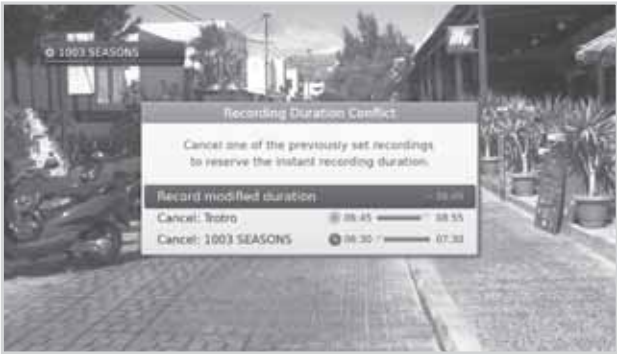 1003 SEASONS
Recording Duration Conflict
Cancel one of the previously set recordings
to reserve the instant recording duration.
Record modified duration
Cancel: Trotro 06:45 08:55
Cancel: 1003 SEASONS 06:30 07:30